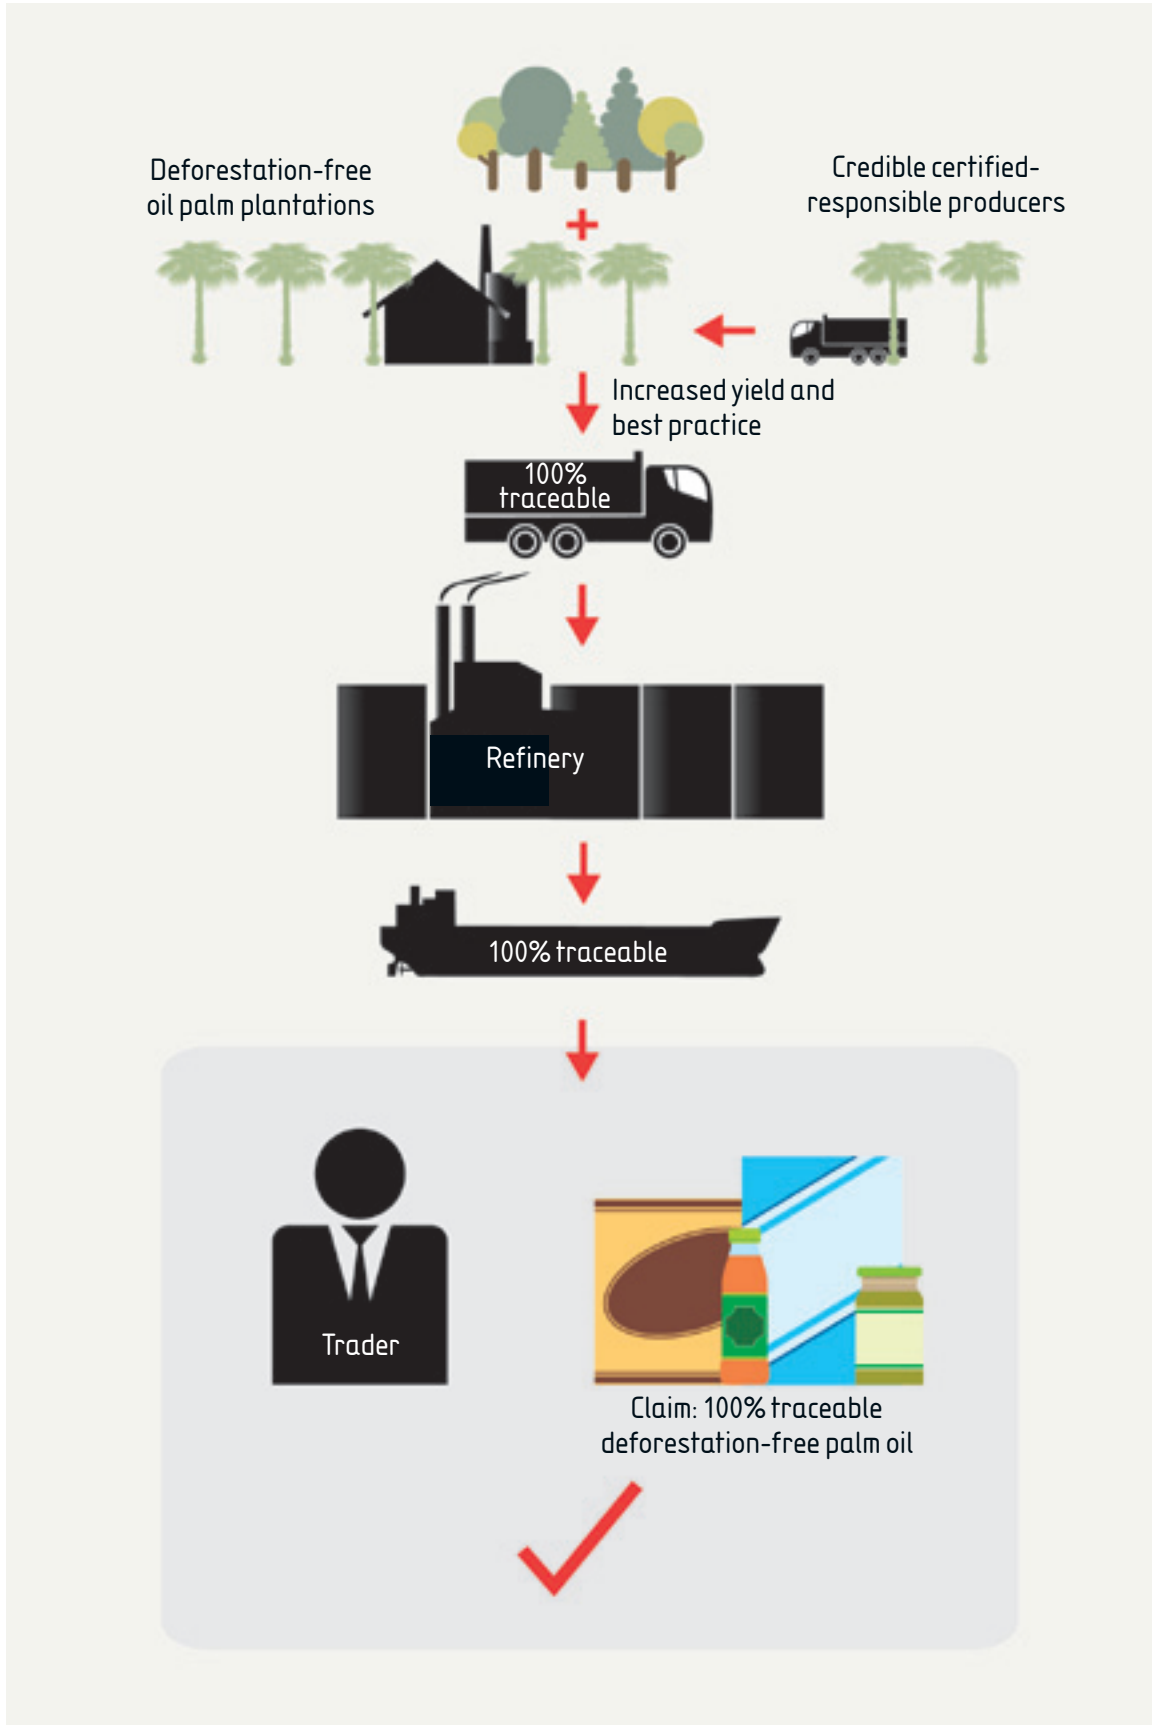 Deforestation-free
oil palm plantations
Credible certified-
responsible producers
Increased yield and
best practice
100%
traceable
Refinery
100% traceable
Trader
Claim: 100% traceable
deforestation-free palm oil